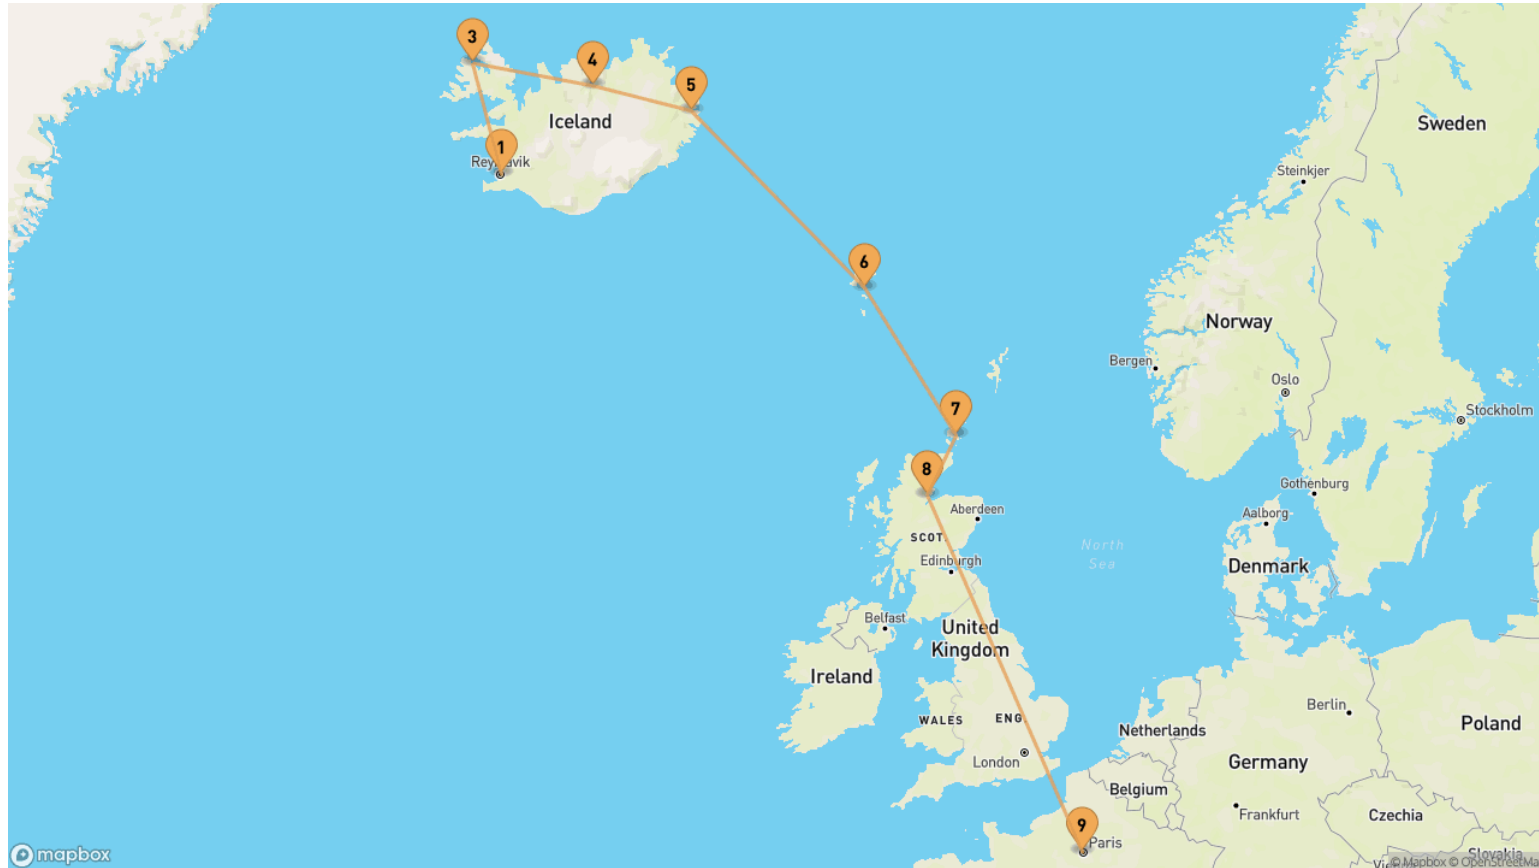 3
4
5
Iceland
Sweden
1
Reykjavik
Steinkjer
6
Norway
Bergen
Oslo
7
Stockholm
8
Gothenburg
Aberdeen
Aalborg
SCOT.
North
Sea
Edinburgh
Denmark
Belfast
United
Kingdom
Ireland
Berlin
WALES
ENG.
Netherlands
Poland
London
Germany
Belgium
Frankfurt
Czechia
9
Paris
Slovakia
mapbox
© Mapbox © OpenStreetMap